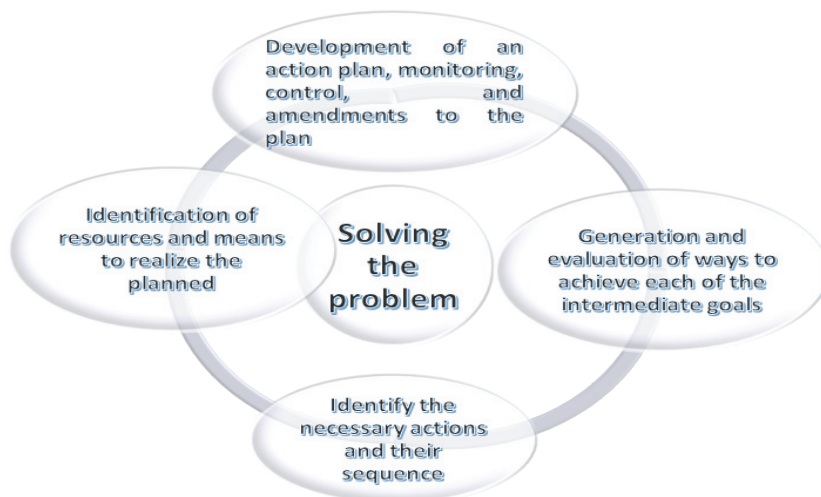 Development of an
action plan, monitoring,
control, and
amendments to the
plan
Identification of
resources and means
to realize the
planned
Solving
the
problem
Generation and
evaluation of ways to
achieve each of the
intermediate goals
Identify the
necessary actions
and their
sequence